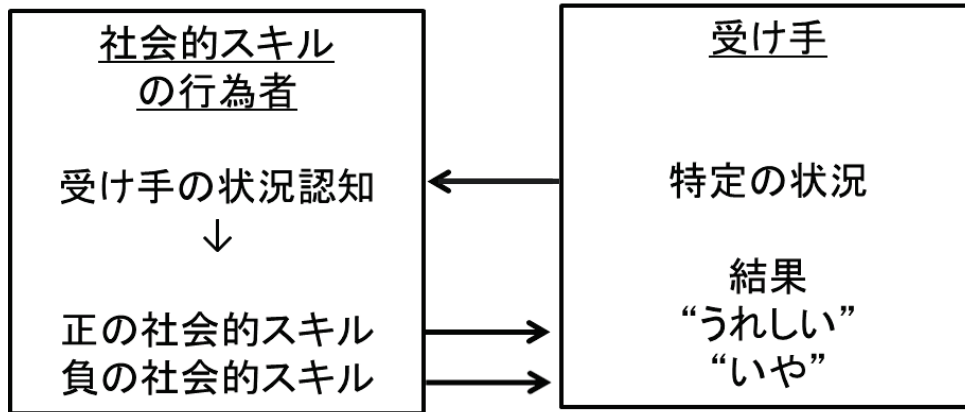 社会的スキル
の行為者
受け手の状況認知
↓
正の社会的スキル
負の社会的スキル
受け手
特定の状況
結果
“うれしい”
“いや”